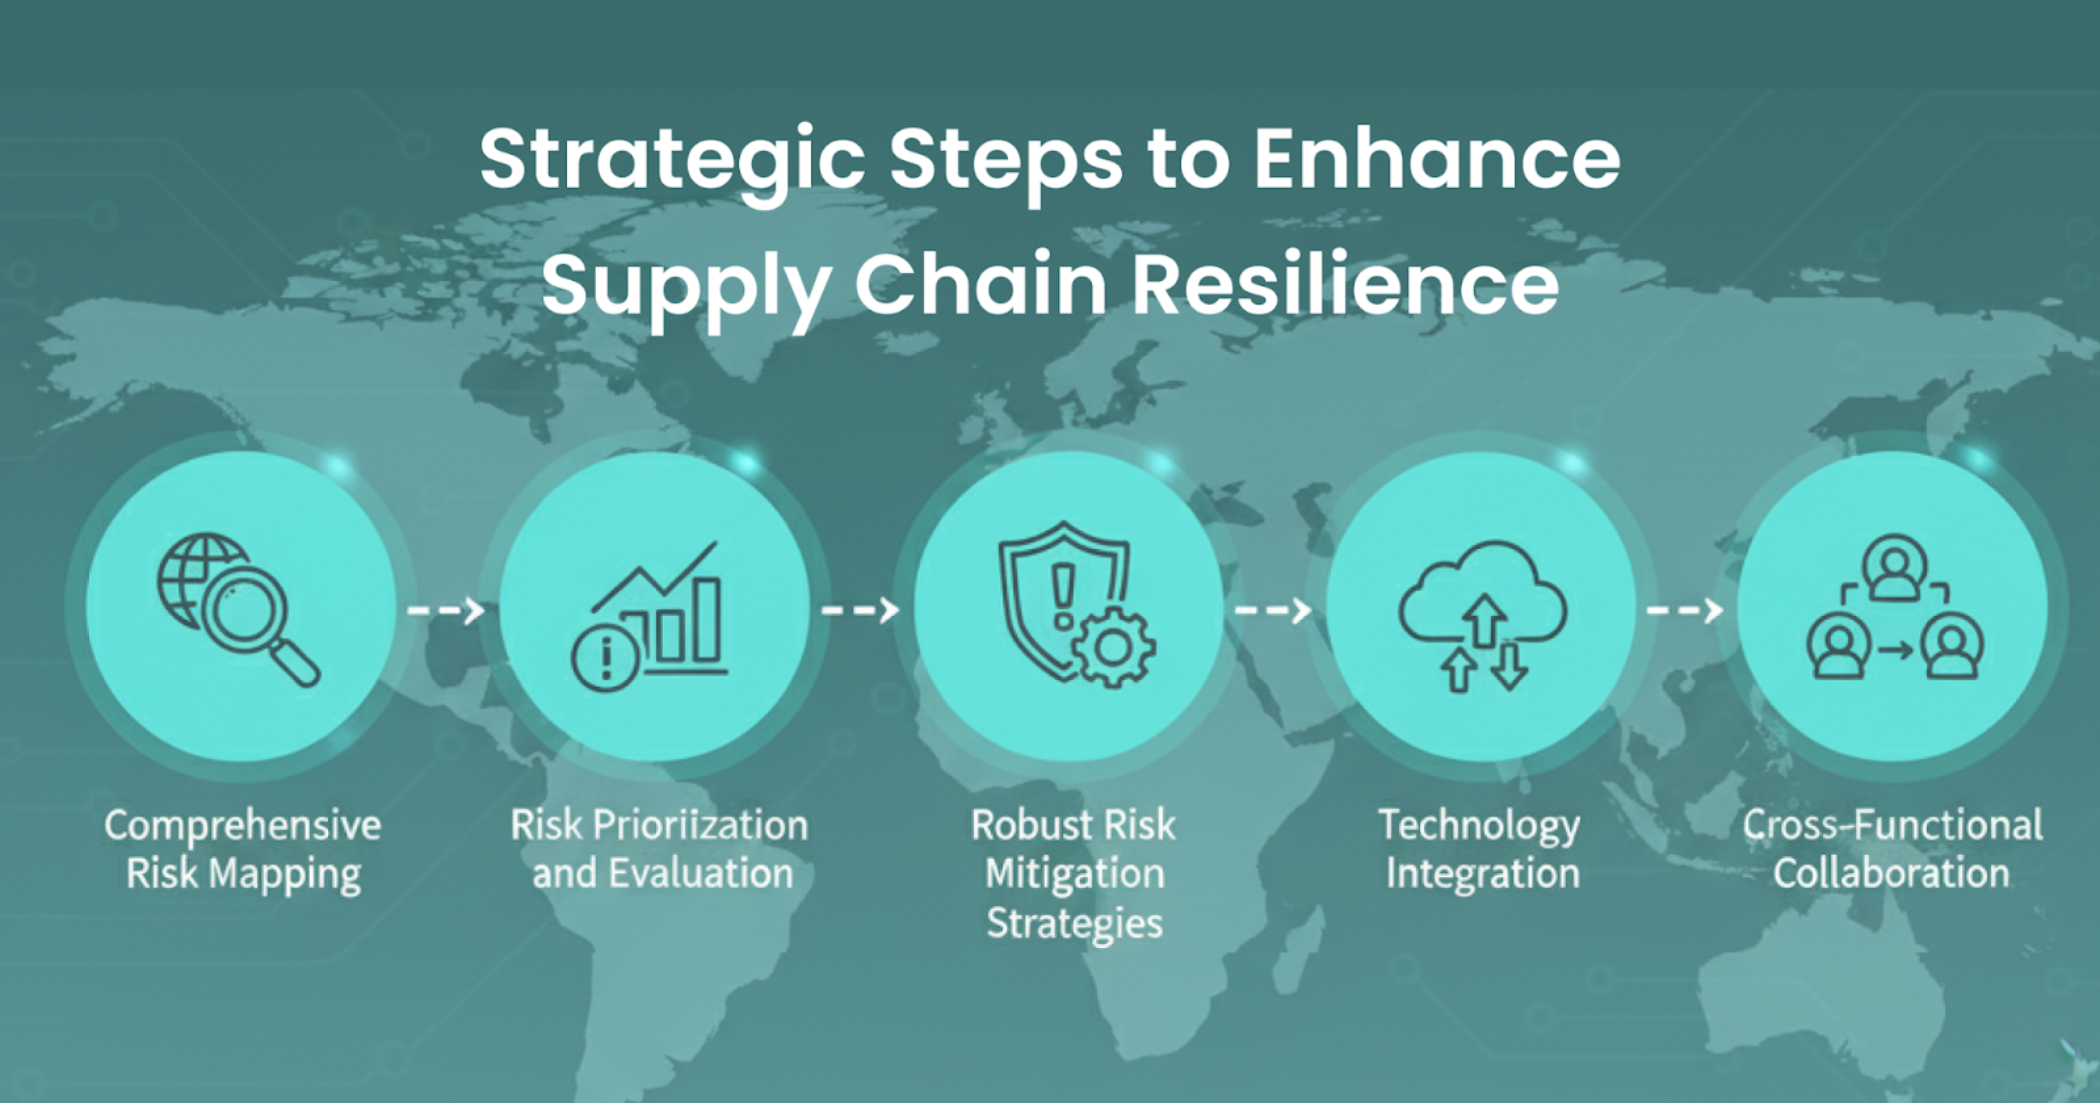 Strategic Steps to Enhance
Supply Chain Resilience
Comprehensive
Risk Mapping
Risk Prioriization
and Evaluation
Robust Risk
Mitigation
Strategies
Technology
Integration
Cross-Functional
Collaboration